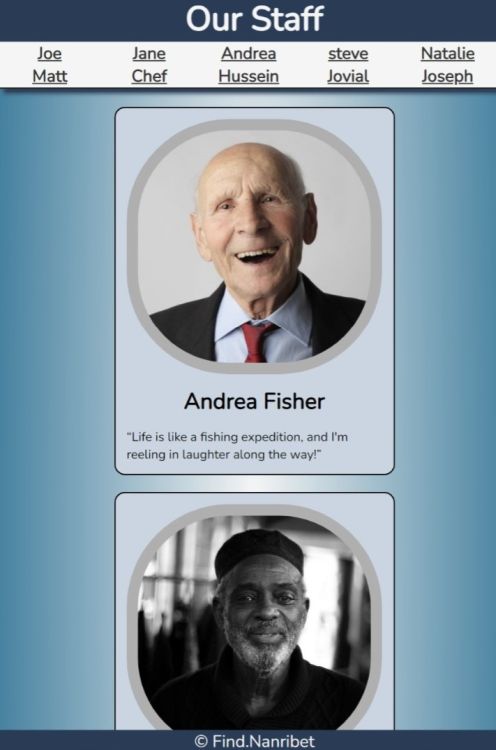 Our Staff
Joe Jane Andrea steve Natalie
Matt Chef Hussein Jovial Joseph
Andrea Fisher
“Life is like a fishing expedition, and I'm
reeling in laughter along the way!”
© Find.Nanribet